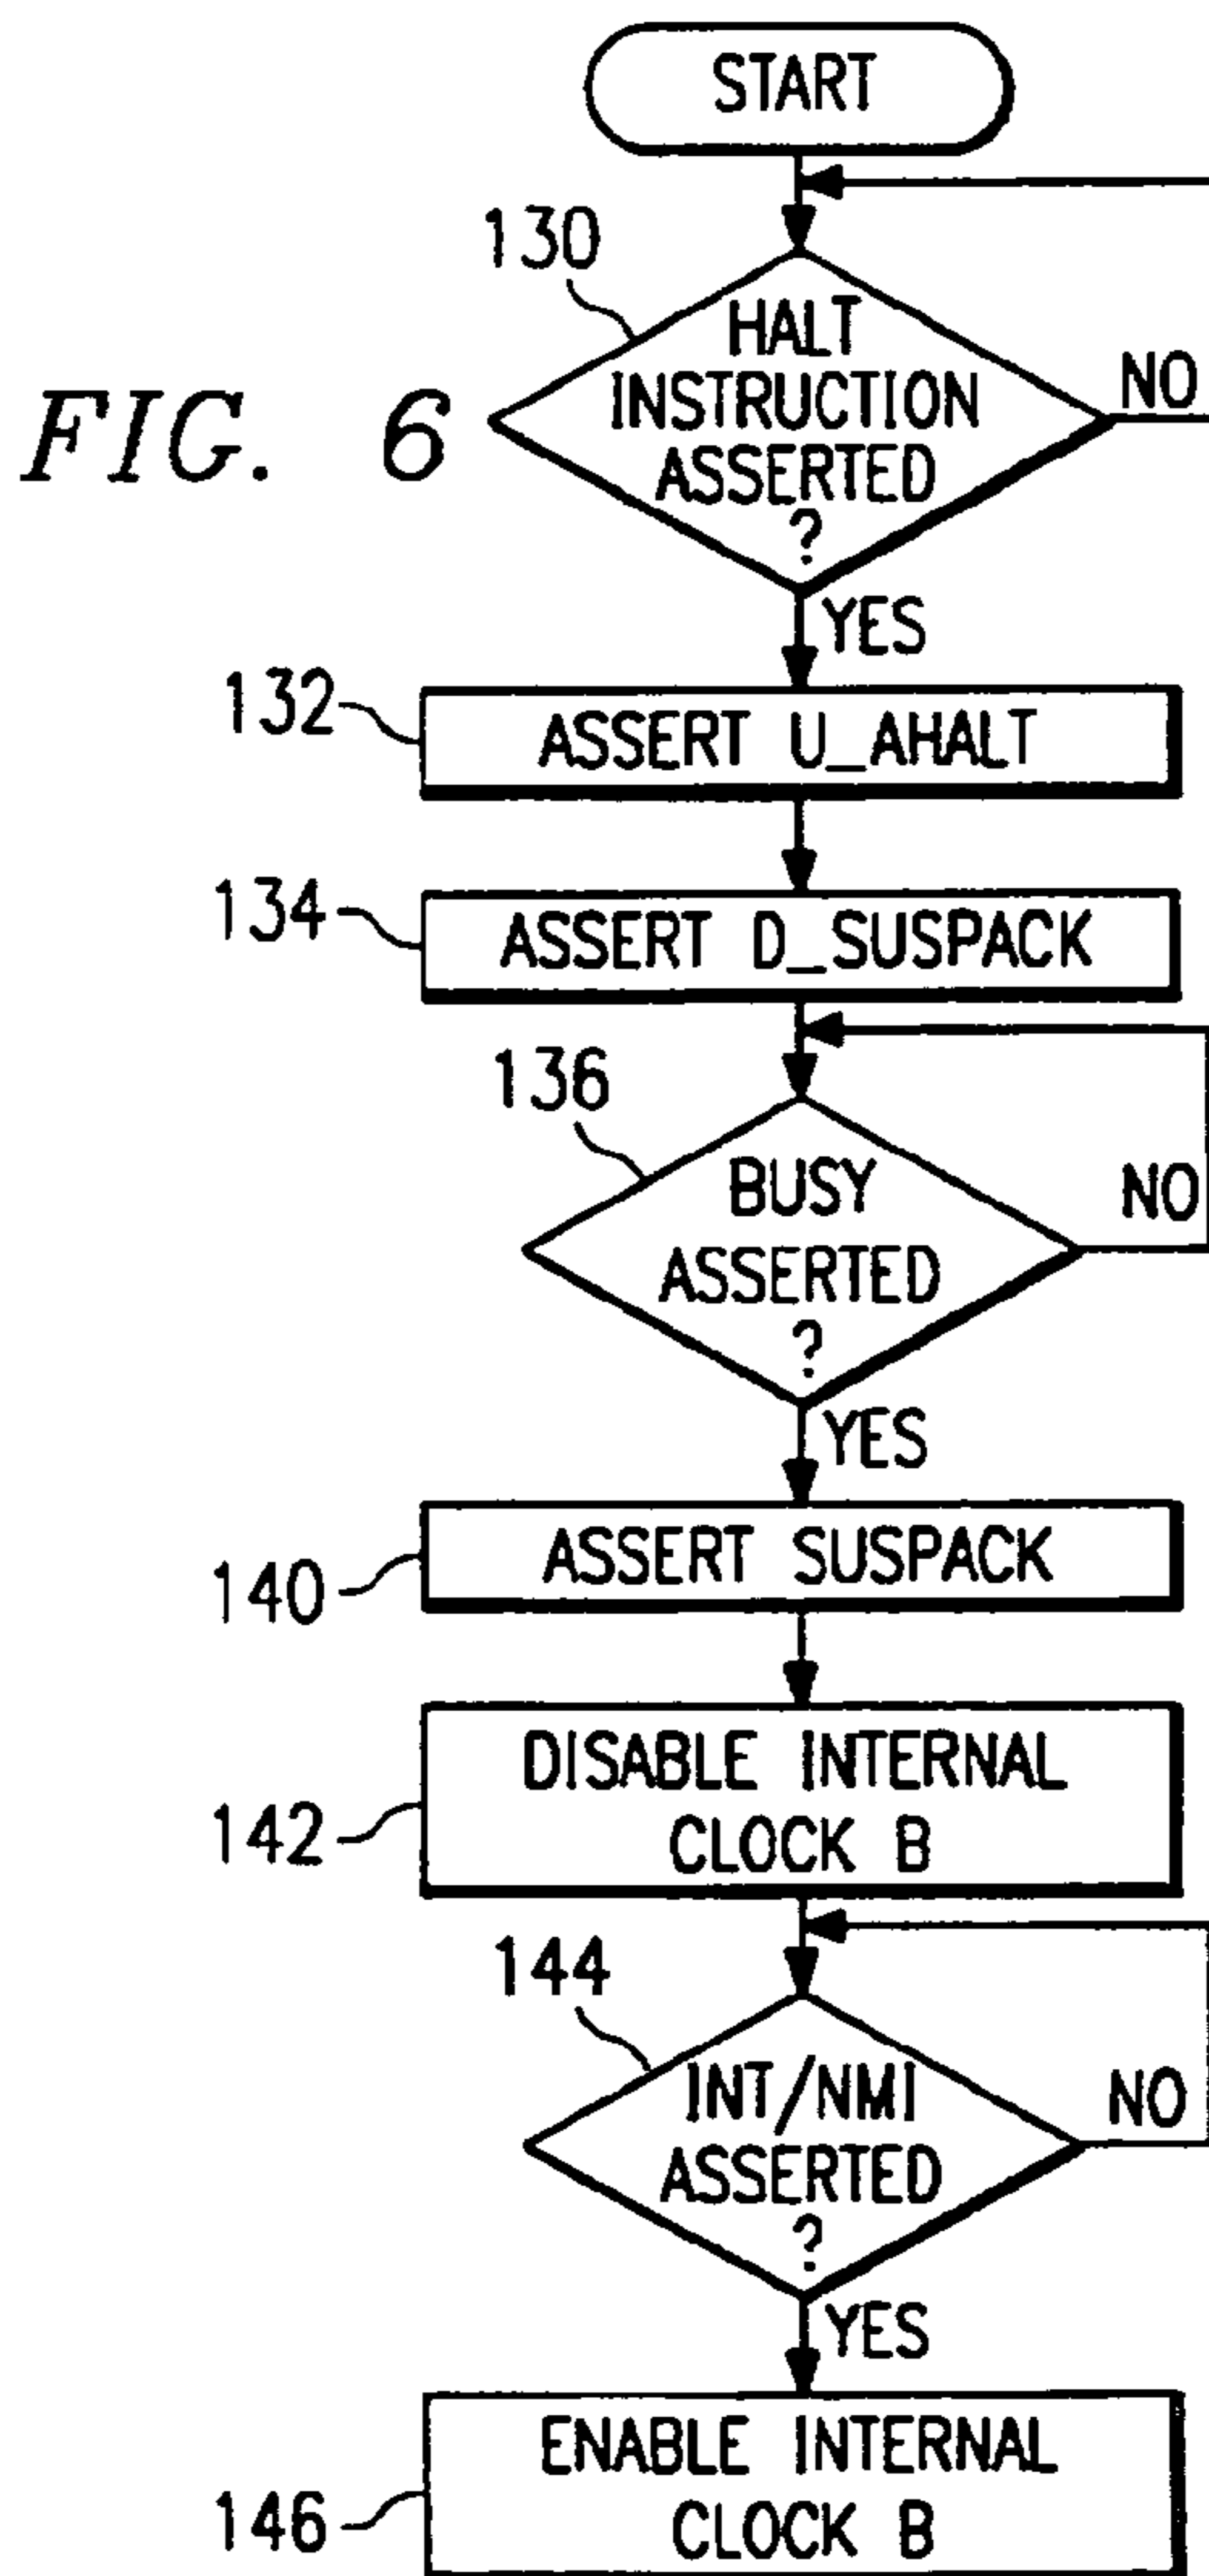 START
130
HALT
INSTRUCTION
ASSERTED
?
NO
FIG. 6
YES
132
ASSERT U_AHALT
134
ASSERT D_SUSPACK
136
BUSY
ASSERTED
?
NO
YES
140
ASSERT SUSPACK
142
DISABLE INTERNAL
CLOCK B
144
INT/NMI
ASSERTED
?
NO
YES
146
ENABLE INTERNAL
CLOCK B